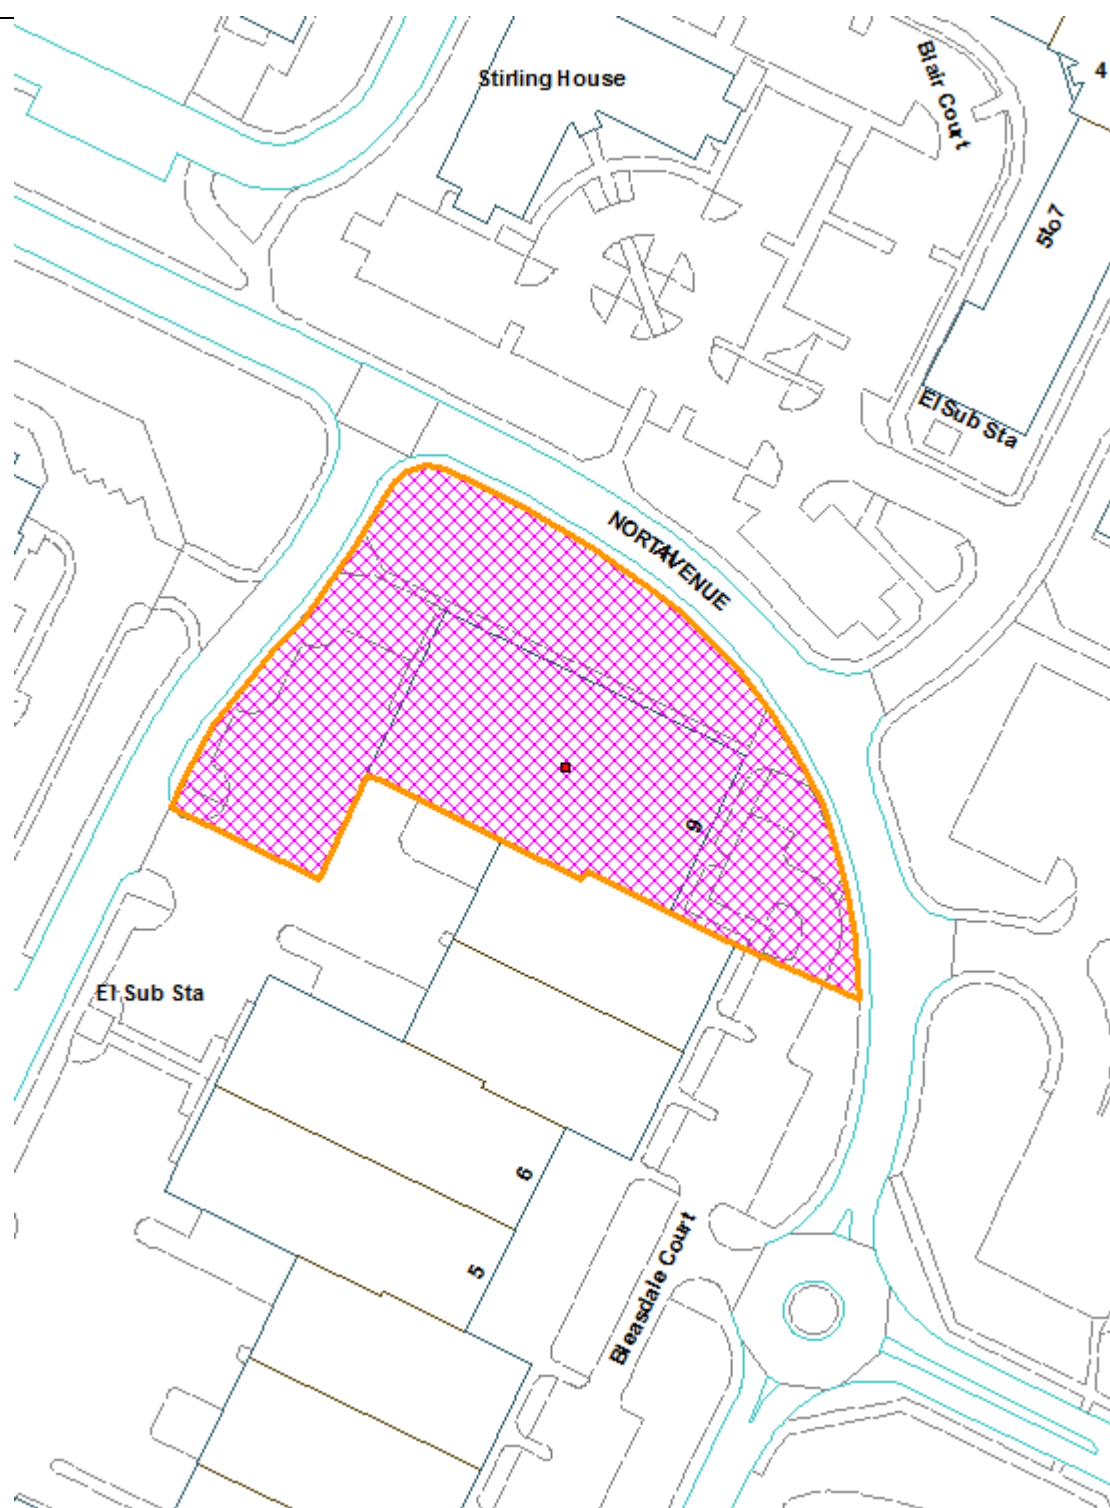 Stirling House
Blair Court
4
5to7
El Sub Sta
NORTH AVENUE
9
El Sub Sta
6
5
Bleasdale Court